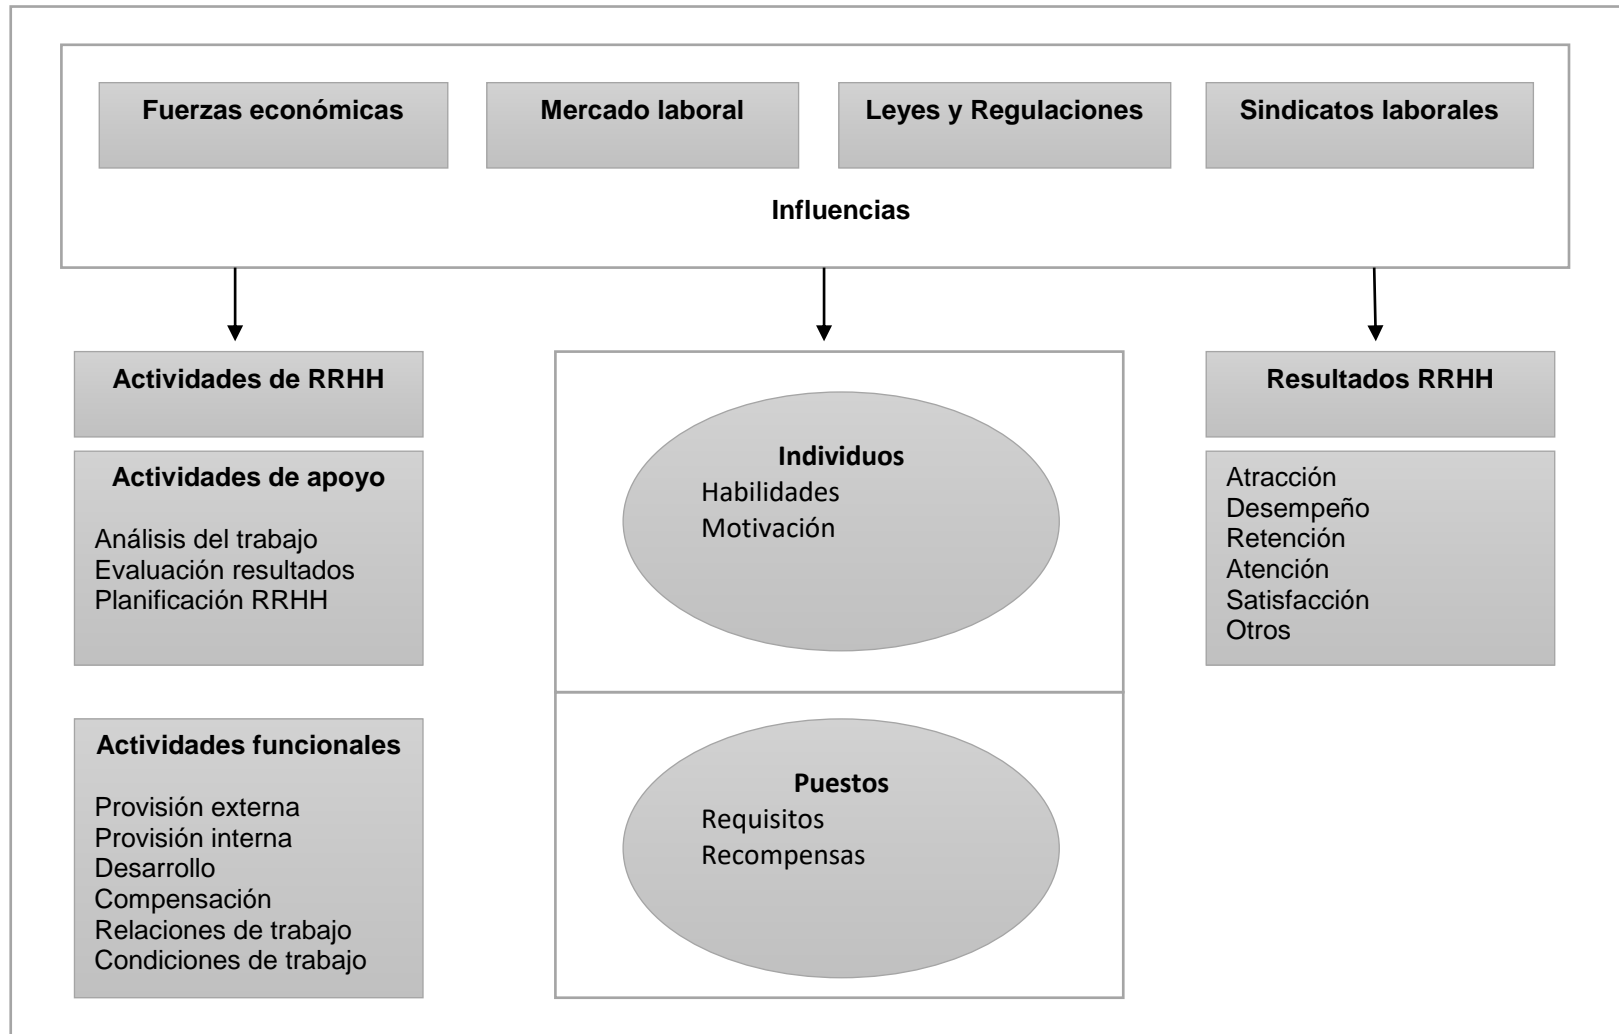 Fuerzas económicas
Mercado laboral
Leyes y Regulaciones
Sindicatos laborales
Influencias
Actividades de RRHH
Actividades de apoyo
Análisis del trabajo
Evaluación resultados
Planificación RRHH
Actividades funcionales
Provisión externa
Provisión interna
Desarrollo
Compensación
Relaciones de trabajo
Condiciones de trabajo
Individuos
Habilidades
Motivación
Puestos
Requisitos
Recompensas
Resultados RRHH
Atracción
Desempeño
Retención
Atención
Satisfacción
Otros